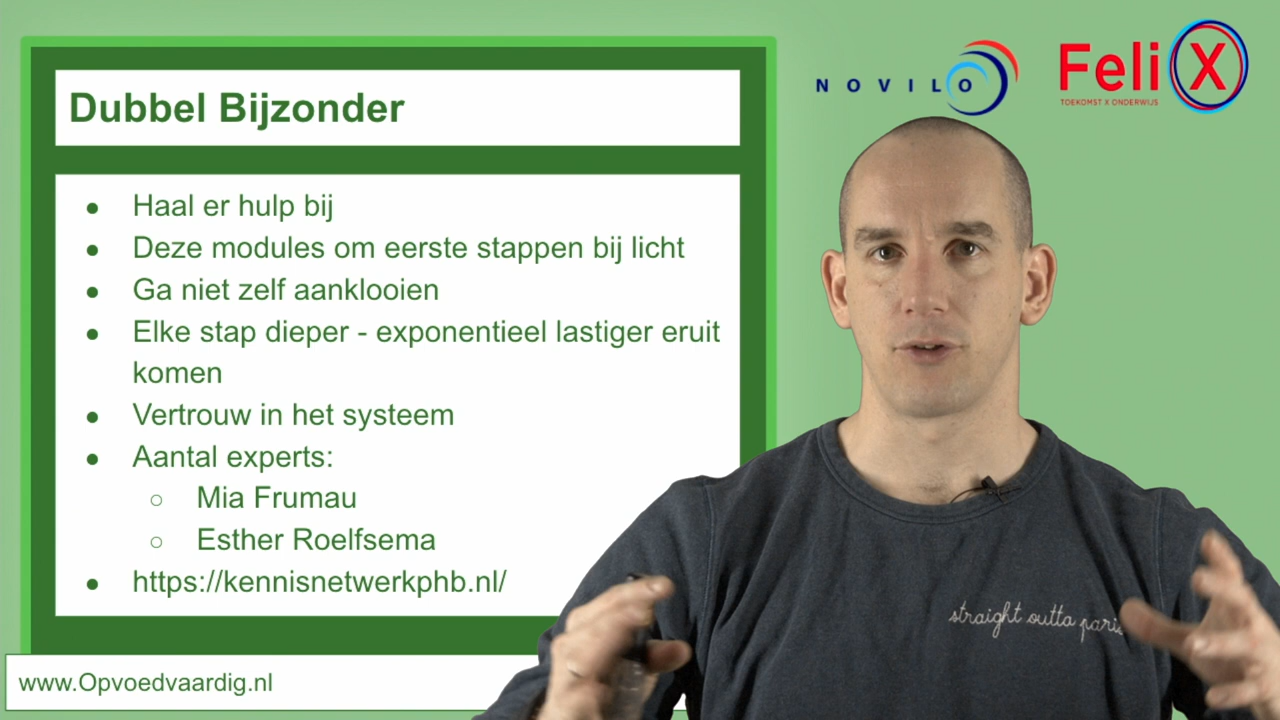 NOVILO
FeliX
TOEKOMST X ONDERWIJS
Dubbel Bijzonder
● Haal er hulp bij
● Deze modules om eerste stappen bij licht
● Ga niet zelf aanklooien
● Elke stap dieper - exponentieel lastiger eruit
komen
● Vertrouw in het systeem
● Aantal experts:
○ Mia Frumau
○ Esther Roelfsema
● https://kennisnetwerkphb.nl/
straight outta paris
www.Opvoedvaardig.nl